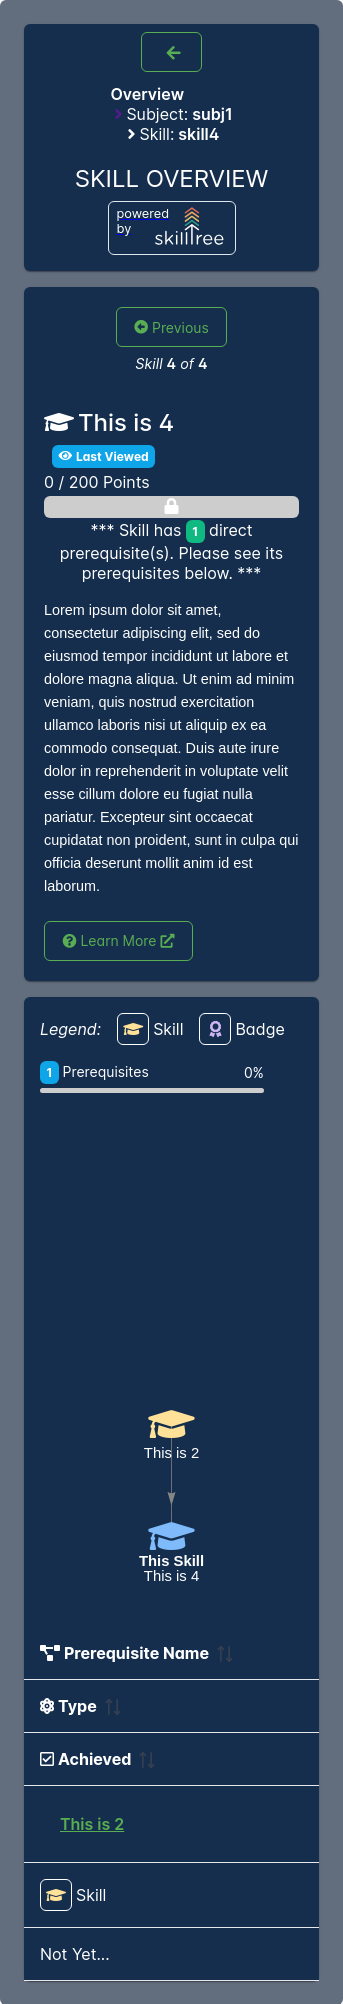 Overview
Subject: subj1
Skill: skill4
SKILL OVERVIEW
powered
by
skilltree
Previous
Skill 4 of 4
This is 4
Last Viewed
0 / 200 Points
*** Skill has 1 direct
prerequisite(s). Please see its
prerequisites below. ***
Lorem ipsum dolor sit amet,
consectetur adipiscing elit, sed do
eiusmod tempor incididunt ut labore et
dolore magna aliqua. Ut enim ad minim
veniam, quis nostrud exercitation
ullamco laboris nisi ut aliquip ex ea
commodo consequat. Duis aute irure
dolor in reprehenderit in voluptate velit
esse cillum dolore eu fugiat nulla
pariatur. Excepteur sint occaecat
cupidatat non proident, sunt in culpa qui
officia deserunt mollit anim id est
laborum.
Learn More
Legend: Skill Badge
1 Prerequisites 0%
This is 2
This Skill
This is 4
Prerequisite Name
Type
Achieved
This is 2
Skill
Not Yet...